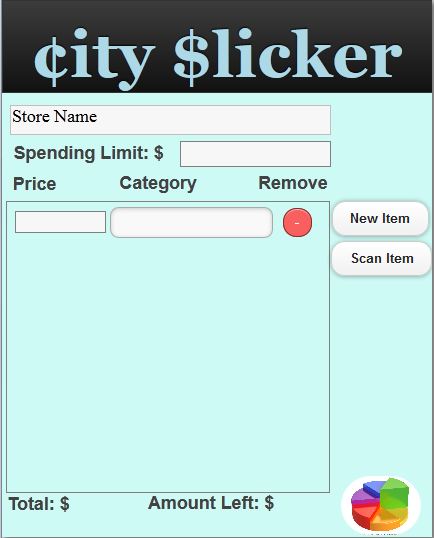 ¢ity $licker
Store Name
Spending Limit: $
Price Category Remove
-
New Item
Scan Item
Total: $ Amount Left: $